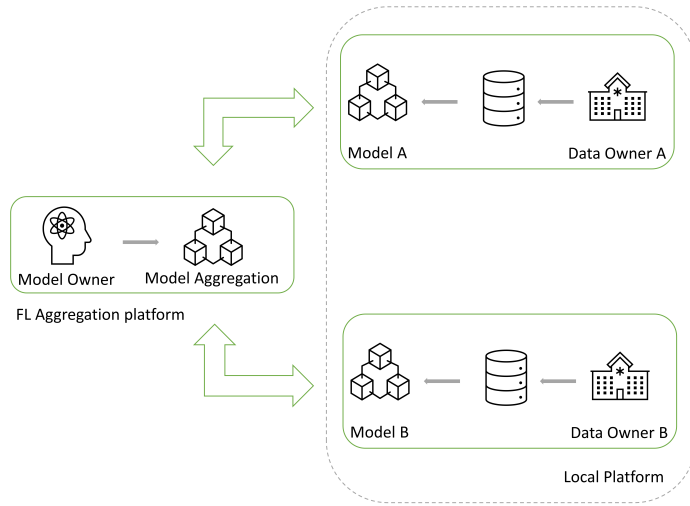 Model A
Data Owner A
Model Owner
Model Aggregation
FL Aggregation platform
Model B
Data Owner B
Local Platform